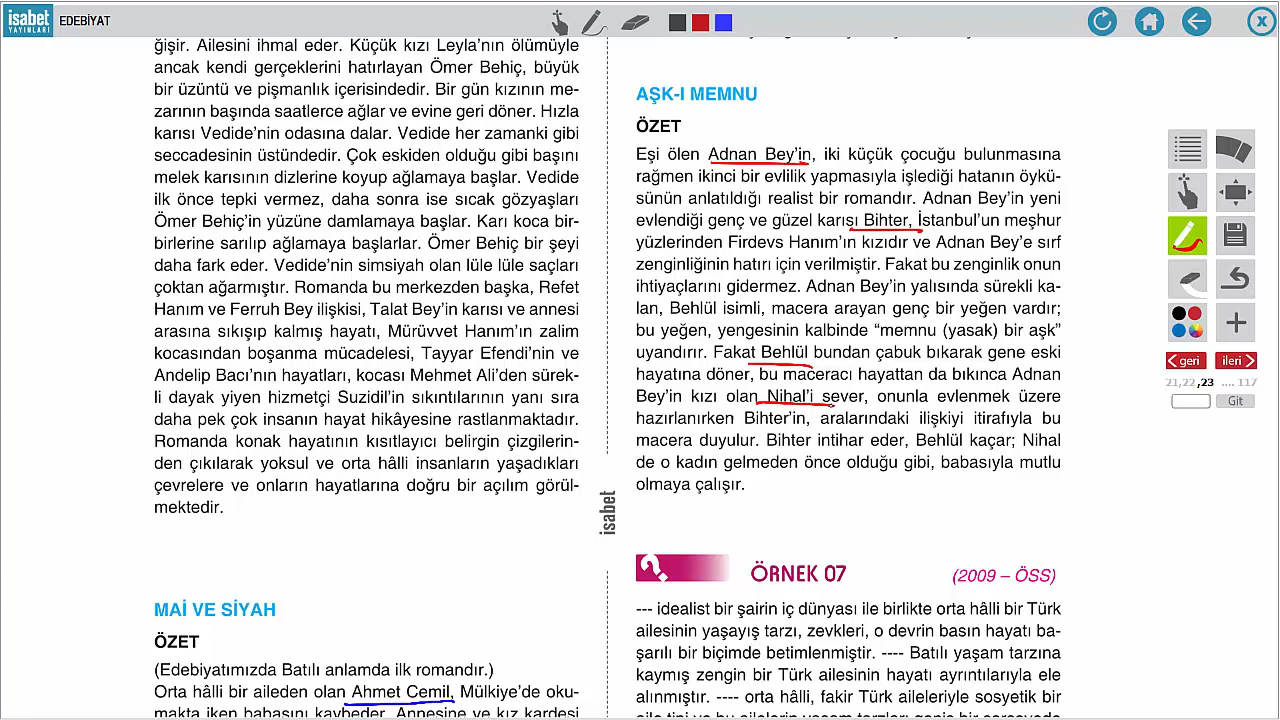 isabet
YAYINLARI
EDEBİYAT
ğişir. Ailesini ihmal eder. Küçük kızı Leyla’nın ölümüyle
ancak kendi gerçeklerini hatırlayan Ömer Behiç, büyük
bir üzüntü ve pişmanlık içerisindedir. Bir gün kızının me-
zarının başında saatlerce ağlar ve evine geri döner. Hızla
karısı Vedide’nin odasına dalar. Vedide her zamanki gibi
seccadesinin üstündedir. Çok eskiden olduğu gibi başını
melek karısının dizlerine koyup ağlamaya başlar. Vedide
ilk önce tepki vermez, daha sonra ise sıcak gözyaşları
Ömer Behiç’in yüzüne damlamaya başlar. Karı koca bir-
birlerine sarılıp ağlamaya başlarlar. Ömer Behiç bir şeyi
daha fark eder. Vedide’nin simsiyah olan lüle lüle saçları
çoktan ağarmıştır. Romanda bu merkezden başka, Refet
Hanım ve Ferruh Bey ilişkisi, Talat Bey’in karısı ve annesi
arasına sıkışıp kalmış hayatı, Mürüvvet Hanım’ın zalim
kocasından boşanma mücadelesi, Tayyar Efendi’nin ve
Andelip Bacı’nın hayatları, kocası Mehmet Ali’den sürek-
li dayak yiyen hizmetçi Suzidil’in sıkıntılarının yanı sıra
daha pek çok insanın hayat hikâyesine rastlanmaktadır.
Romanda konak hayatının kısıtlayıcı belirgin çizgilerin-
den çıkılarak yoksul ve orta hâlli insanların yaşadıkları
çevrelere ve onların hayatlarına doğru bir açılım görül-
mektedir.
MAİ VE SİYAH
ÖZET
(Edebiyatımızda Batılı anlamda ilk romandır.)
Orta hâlli bir aileden olan Ahmet Cemil, Mülkiye’de oku-
makta iken babasını kaybeder. Annesine ve kız kardeşi
isabet
AŞK-I MEMNU
ÖZET
Eşi ölen Adnan Bey’in, iki küçük çocuğu bulunmasına
rağmen ikinci bir evlilik yapmasıyla işlediği hatanın öykü-
sünün anlatıldığı realist bir romandır. Adnan Bey’in yeni
evlendiği genç ve güzel karısı Bihter, İstanbul’un meşhur
yüzlerinden Firdevs Hanım’ın kızıdır ve Adnan Bey’e sırf
zenginliğinin hatırı için verilmiştir. Fakat bu zenginlik onun
ihtiyaçlarını gidermez. Adnan Bey’in yalısında sürekli ka-
lan, Behlül isimli, macera arayan genç bir yeğen vardır;
bu yeğen, yengesinin kalbinde “memnu (yasak) bir aşk”
uyandırır. Fakat Behlül bundan çabuk bıkarak gene eski
hayatına döner, bu maceracı hayattan da bıkınca Adnan
Bey’in kızı olan Nihal’i sever, onunla evlenmek üzere
hazırlanırken Bihter’in, aralarındaki ilişkiyi itirafıyla bu
macera duyulur. Bihter intihar eder, Behlül kaçar; Nihal
de o kadın gelmeden önce olduğu gibi, babasıyla mutlu
olmaya çalışır.
ÖRNEK 07
(2009 – ÖSS)
--- idealist bir şairin iç dünyası ile birlikte orta hâlli bir Türk
ailesinin yaşayış tarzı, zevkleri, o devrin basın hayatı ba-
şarılı bir biçimde betimlenmiştir. ---- Batılı yaşam tarzına
kaymış zengin bir Türk ailesinin hayatı ayrıntılarıyla ele
alınmıştır. ---- orta hâlli, fakir Türk aileleriyle sosyetik bir
geri
ileri
21,22,23 .... 117
Git